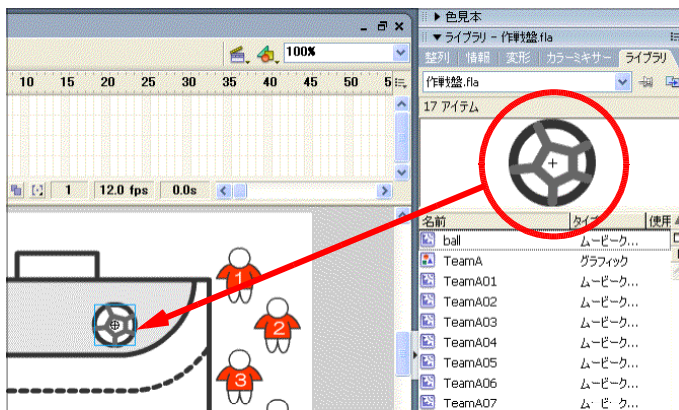 色見本
ライブラリ - 作戦盤.fla
整列 情報 変形 カラーミキサー ライブラリ
作戦盤.fla
17 アイテム
100%
10 15 20 25 30 35 40 45 50 5
1 12.0 fps 0.0s
名前 タイプ 使用
ball ムービーク...
TeamA グラフィック
TeamA01 ムービーク...
TeamA02 ムービーク...
TeamA03 ムービーク...
TeamA04 ムービーク...
TeamA05 ムービーク...
TeamA06 ムービーク...
TeamA07 ムービーク...
1
2
3